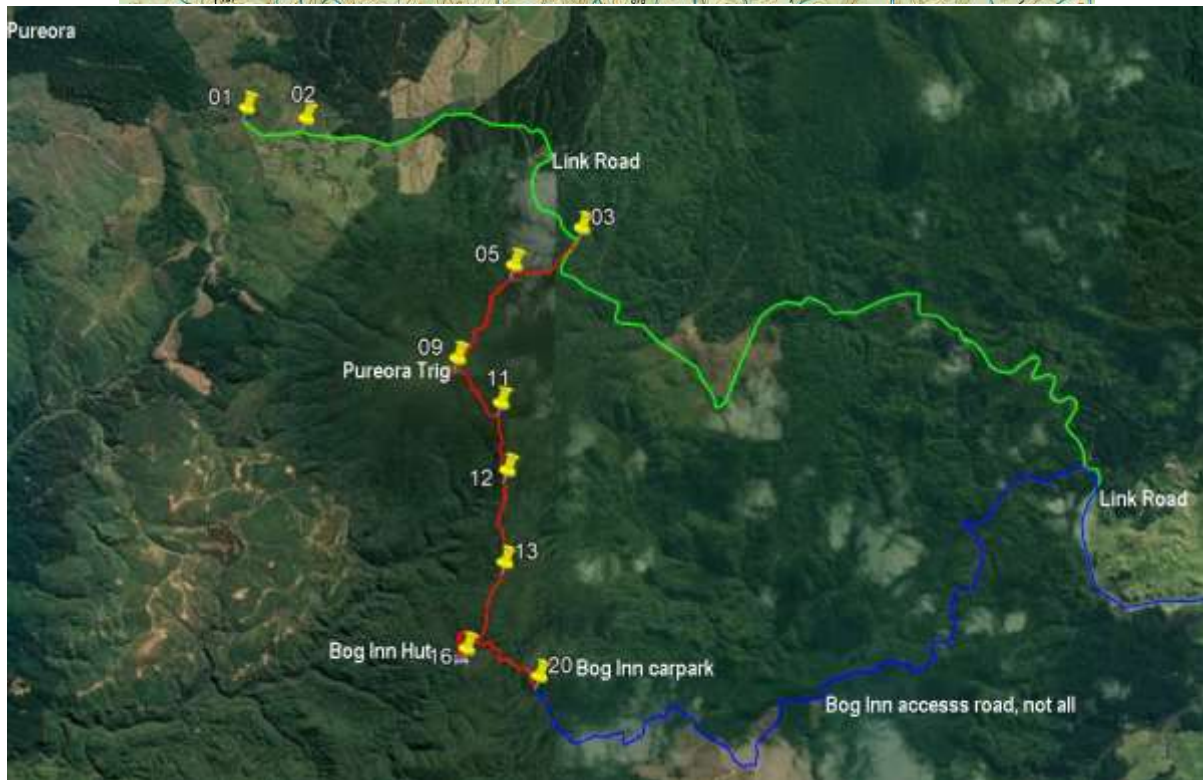 Pureora
01
02
Link Road
03
05
09
Pureora Trig
11
12
13
Link Road
Bog Inn Hut
16
20
Bog Inn carpark
Bog Inn accesss road, not all